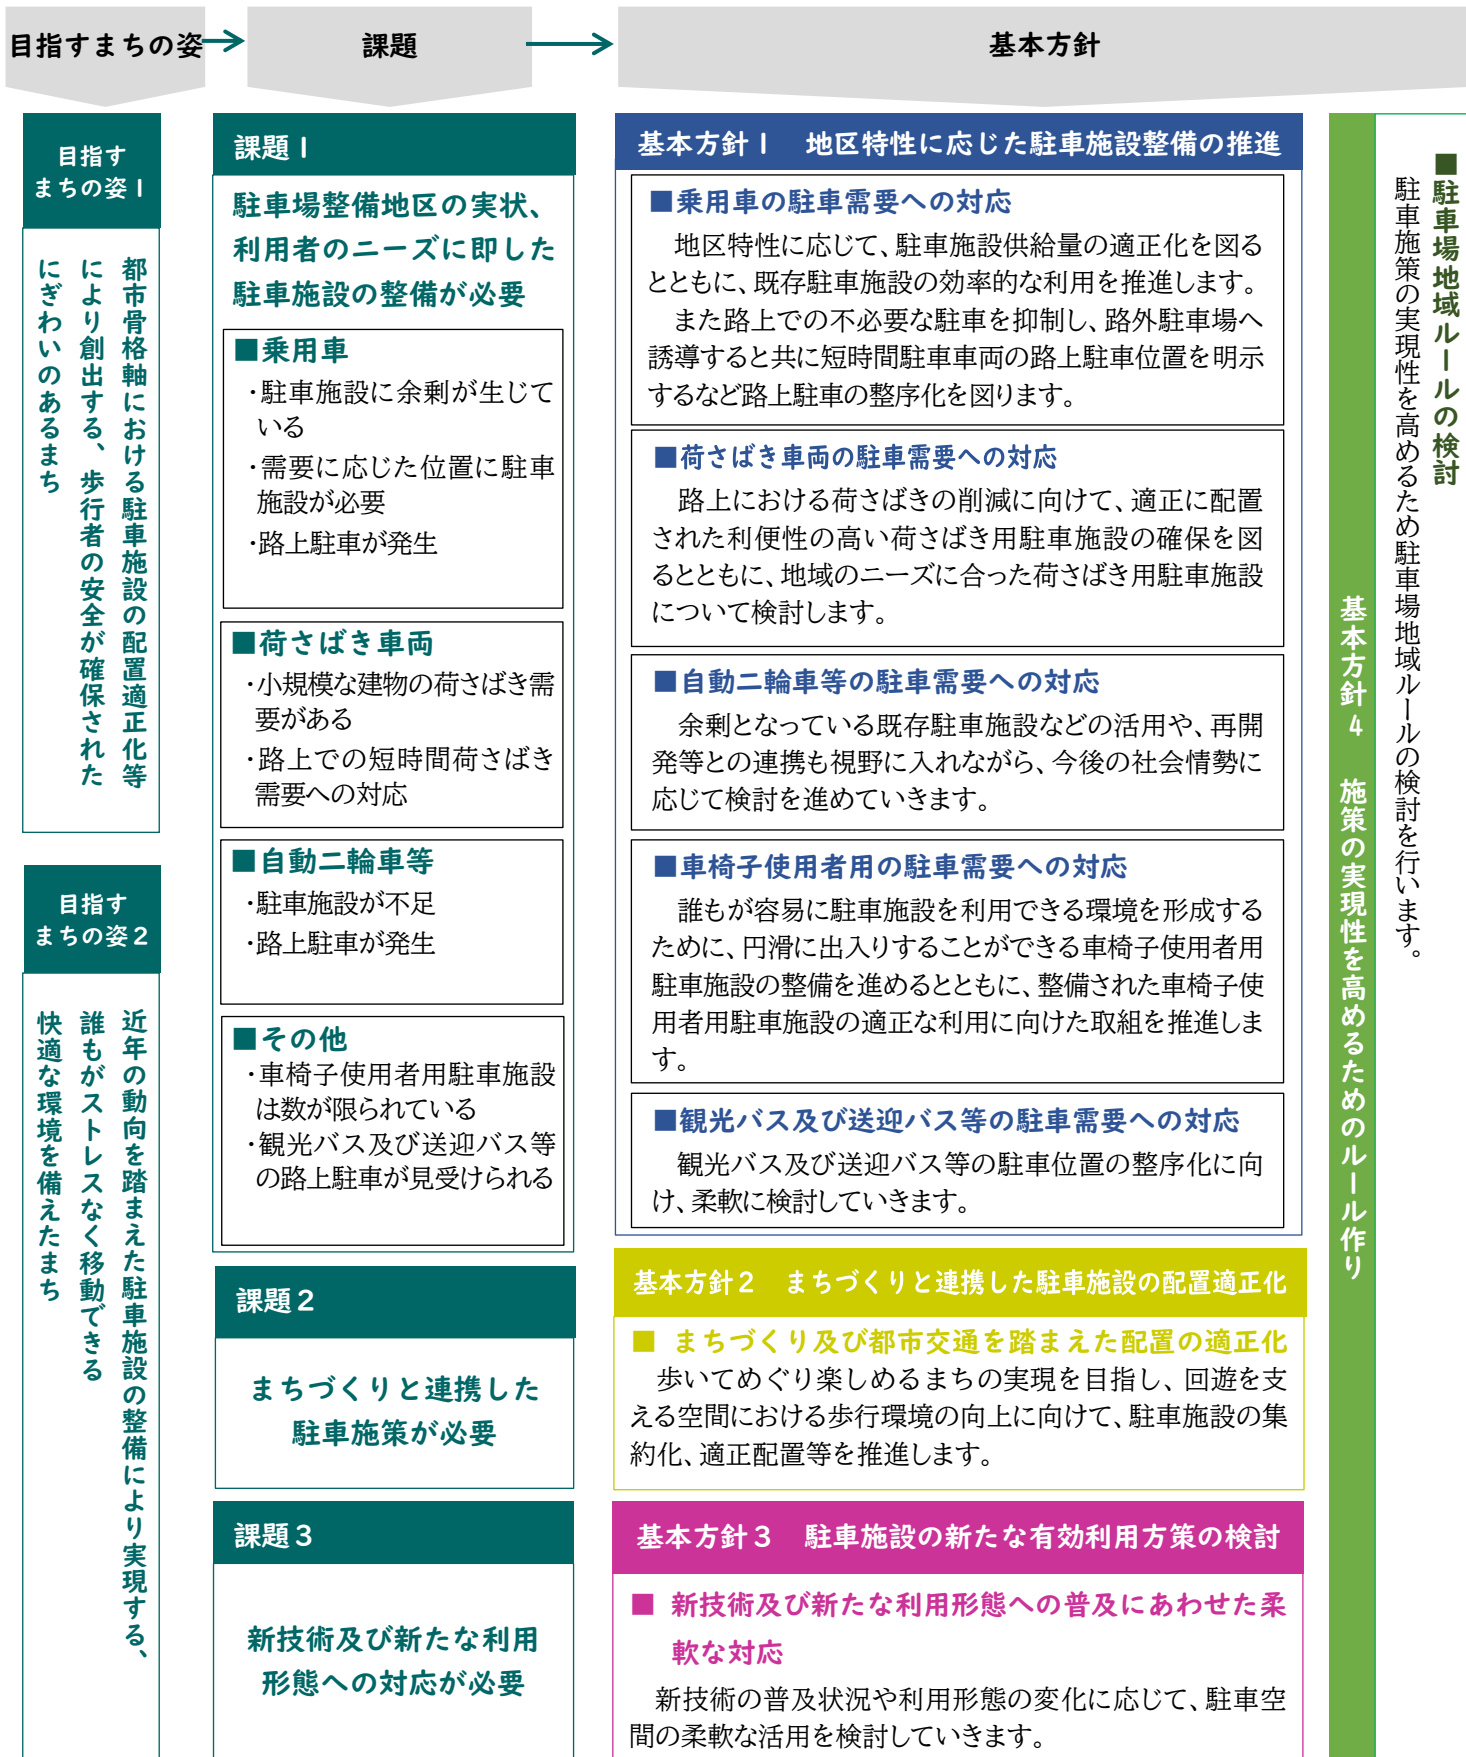 目指すまちの姿
課題
基本方針
目指す
まちの姿1
都市骨格軸における駐車施設の配置適正化等
により創出する、歩行者の安全が確保された
にぎわいのあるまち
目指す
まちの姿2
近年の動向を踏まえた駐車施設の整備により実現する、
誰もがストレスなく移動できる
快適な環境を備えたまち
課題1
駐車場整備地区の実状、
利用者のニーズに即した
駐車施設の整備が必要
■乗用車
・駐車施設に余剰が生じて
いる
・需要に応じた位置に駐車
施設が必要
・路上駐車が発生
■荷さばき車両
・小規模な建物の荷さばき需
要がある
・路上での短時間荷さばき
需要への対応
■自動二輪車等
・駐車施設が不足
・路上駐車が発生
■その他
・車椅子使用者用駐車施設
は数が限られている
・観光バス及び送迎バス等
の路上駐車が見受けられる
課題2
まちづくりと連携した
駐車施策が必要
課題3
新技術及び新たな利用
形態への対応が必要
基本方針1　地区特性に応じた駐車施設整備の推進
■乗用車の駐車需要への対応
地区特性に応じて、駐車施設供給量の適正化を図る
とともに、既存駐車施設の効率的な利用を推進します。
また路上での不必要な駐車を抑制し、路外駐車場へ
誘導すると共に短時間駐車車両の路上駐車位置を明示
するなど路上駐車の整序化を図ります。
■荷さばき車両の駐車需要への対応
路上における荷さばきの削減に向けて、適正に配置
された利便性の高い荷さばき用駐車施設の確保を図
るとともに、地域のニーズに合った荷さばき用駐車施設
について検討します。
■自動二輪車等の駐車需要への対応
余剰となっている既存駐車施設などの活用や、再開
発等との連携も視野に入れながら、今後の社会情勢に
応じて検討を進めていきます。
■車椅子使用者用の駐車需要への対応
誰もが容易に駐車施設を利用できる環境を形成する
ために、円滑に出入りすることができる車椅子使用者用
駐車施設の整備を進めるとともに、整備された車椅子使
用者用駐車施設の適正な利用に向けた取組を推進しま
す。
■観光バス及び送迎バス等の駐車需要への対応
観光バス及び送迎バス等の駐車位置の整序化に向
け、柔軟に検討していきます。
基本方針2　まちづくりと連携した駐車施設の配置適正化
■ まちづくり及び都市交通を踏まえた配置の適正化
歩いてめぐり楽しめるまちの実現を目指し、回遊を支
える空間における歩行環境の向上に向けて、駐車施設の集
約化、適正配置等を推進します。
基本方針3　駐車施設の新たな有効利用方策の検討
■ 新技術及び新たな利用形態への普及にあわせた柔
軟な対応
新技術の普及状況や利用形態の変化に応じて、駐車空
間の柔軟な活用を検討していきます。
基本方針4　施策の実現性を高めるためのルール作り
■駐車場地域ルールの検討
駐車施策の実現性を高めるため駐車場地域ルールの検討を行います。